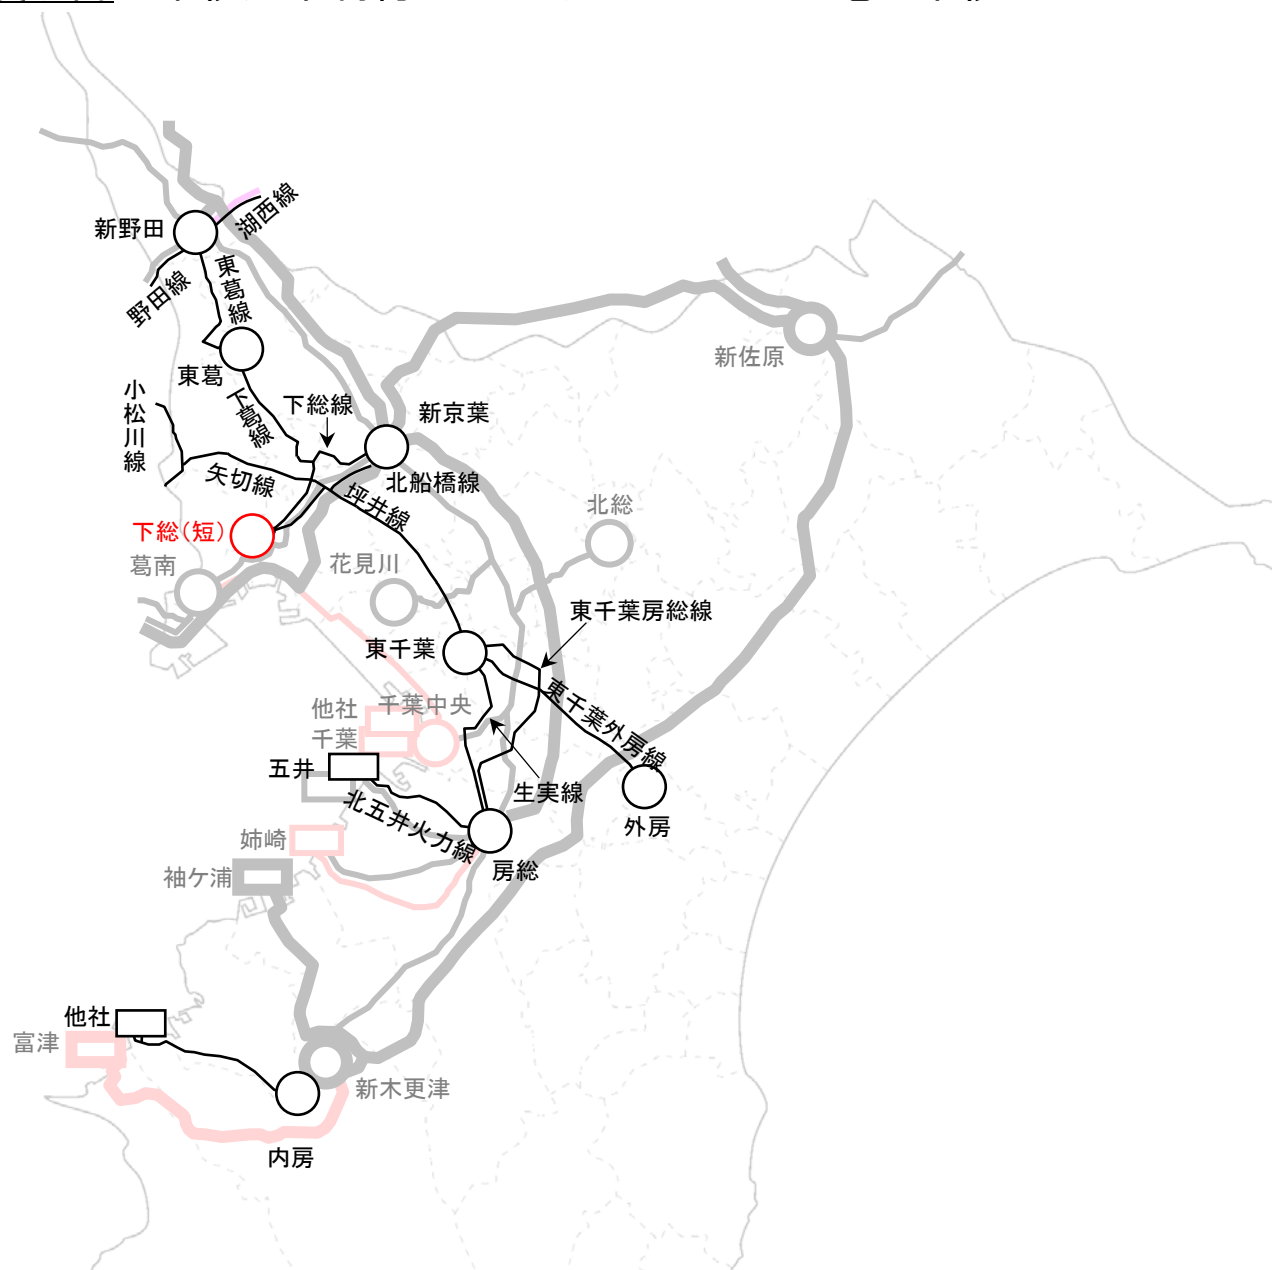 湖西線
新野田
東葛線
野田線
新佐原
東葛
小松川線
下葛線
下総線
新京葉
矢切線
北船橋線
坪井線
北総
下総(短)
葛南
花見川
東千葉房総線
東千葉
東千葉外房線
他社
千葉中央
千葉
五井
生実線
北五井火力線
外房
姉崎
房総
袖ケ浦
他社
富津
新木更津
内房